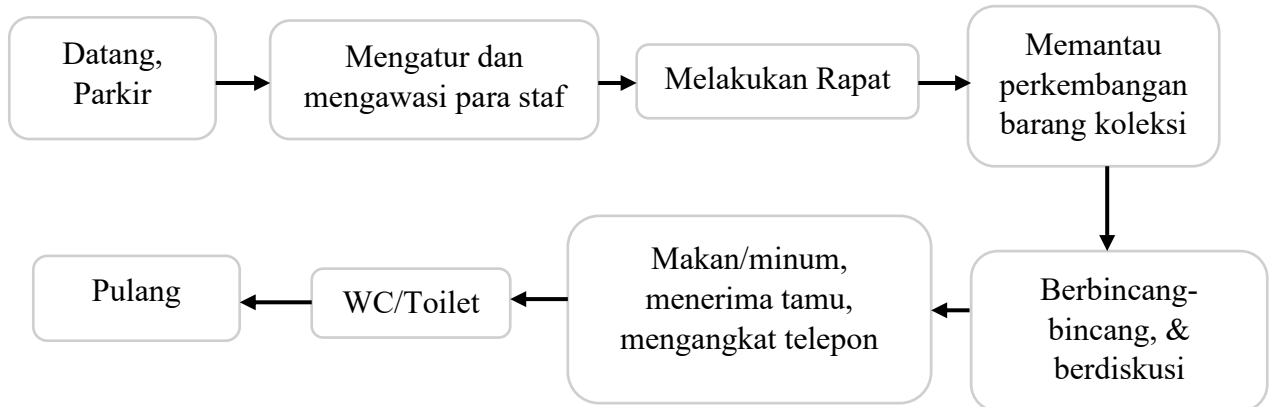 Datang,
Parkir
Mengatur dan
mengawasi para staf
Melakukan Rapat
Memantau
perkembangan
barang koleksi
Berbincang-
bincang, &
berdiskusi
Makan/minum,
menerima tamu,
mengangkat telepon
WC/Toilet
Pulang